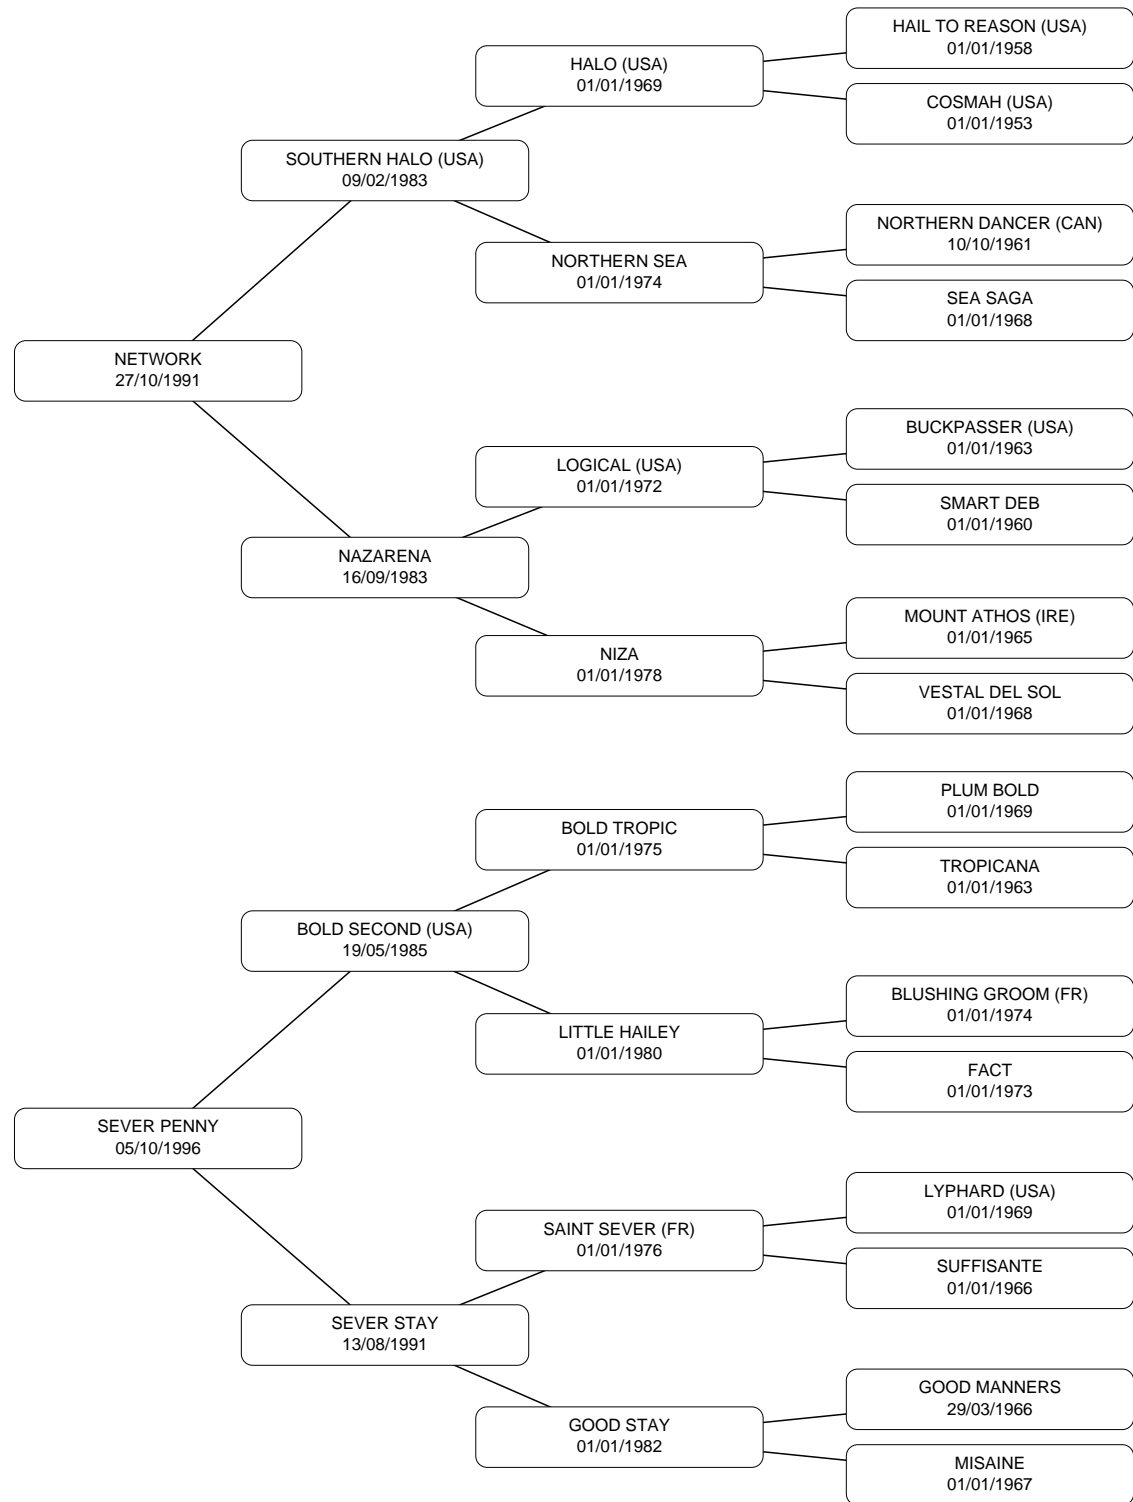 HAIL TO REASON (USA)
01/01/1958
HALO (USA)
01/01/1969
COSMAH (USA)
01/01/1953
SOUTHERN HALO (USA)
09/02/1983
NORTHERN DANCER (CAN)
10/10/1961
NORTHERN SEA
01/01/1974
SEA SAGA
01/01/1968
NETWORK
27/10/1991
BUCKPASSER (USA)
01/01/1963
LOGICAL (USA)
01/01/1972
SMART DEB
01/01/1960
NAZARENA
16/09/1983
MOUNT ATHOS (IRE)
01/01/1965
NIZA
01/01/1978
VESTAL DEL SOL
01/01/1968
PLUM BOLD
01/01/1969
BOLD TROPIC
01/01/1975
TROPICANA
01/01/1963
BOLD SECOND (USA)
19/05/1985
BLUSHING GROOM (FR)
01/01/1974
LITTLE HAILEY
01/01/1980
FACT
01/01/1973
SEVER PENNY
05/10/1996
LYPHARD (USA)
01/01/1969
SAINT SEVER (FR)
01/01/1976
SUFFISANTE
01/01/1966
SEVER STAY
13/08/1991
GOOD MANNERS
29/03/1966
GOOD STAY
01/01/1982
MISAINE
01/01/1967